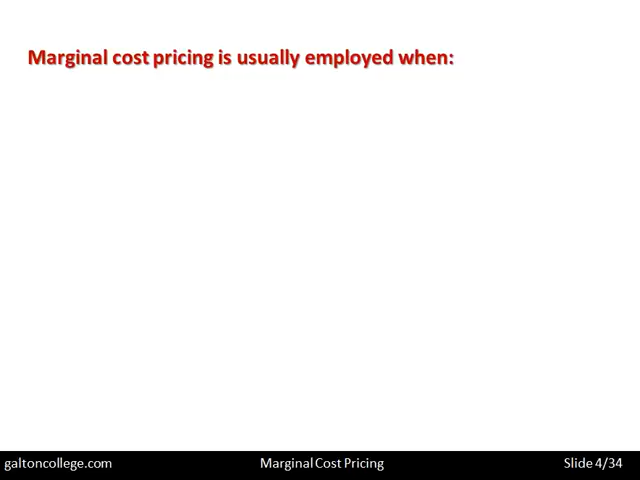 Marginal cost pricing is usually employed when:
galtoncollege.com
Marginal Cost Pricing
Slide 4/34